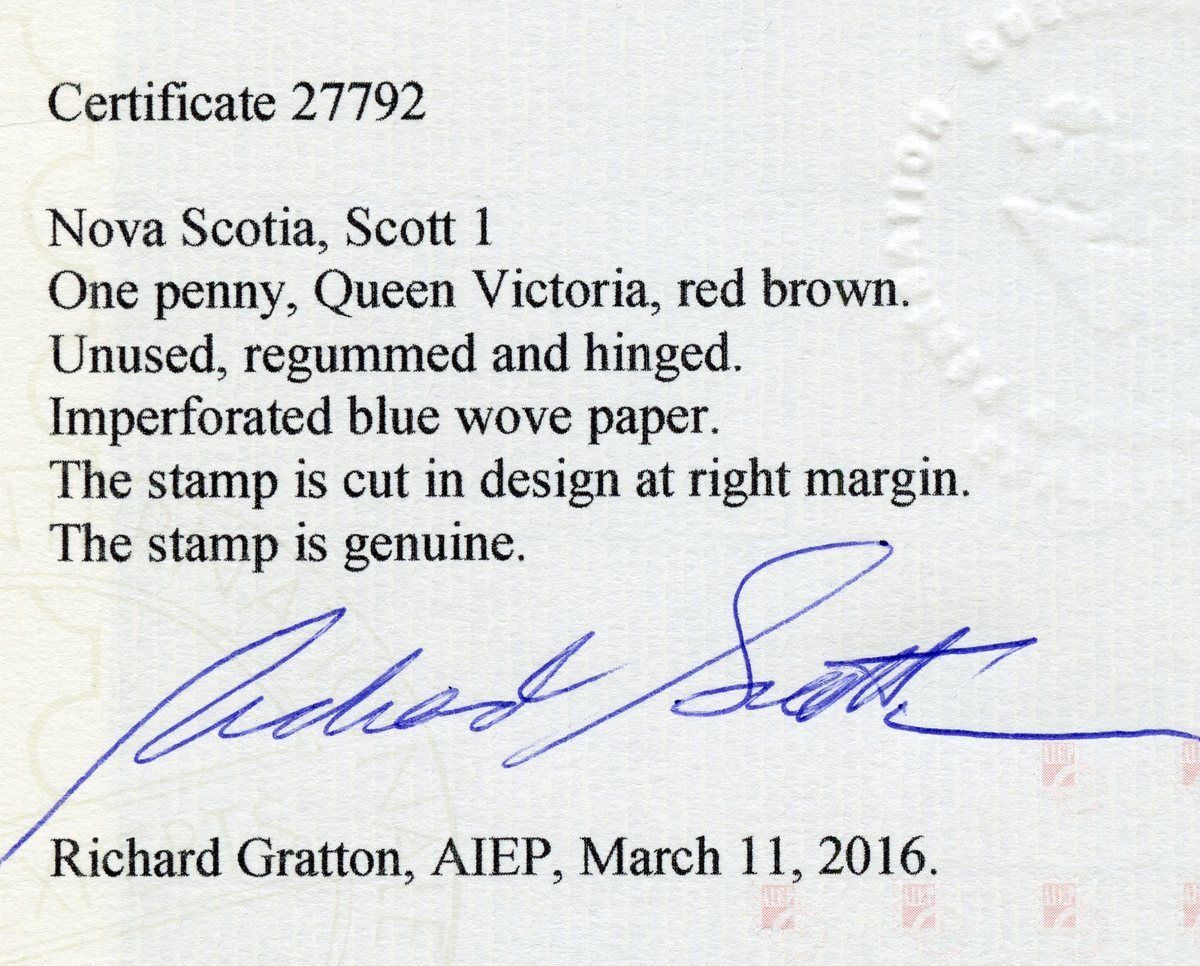 Certificate 27792
Nova Scotia, Scott 1
One penny, Queen Victoria, red brown.
Unused, regummed and hinged.
Imperforated blue wove paper.
The stamp is cut in design at right margin.
The stamp is genuine.
Richard Gratton, AIEP, March 11, 2016.